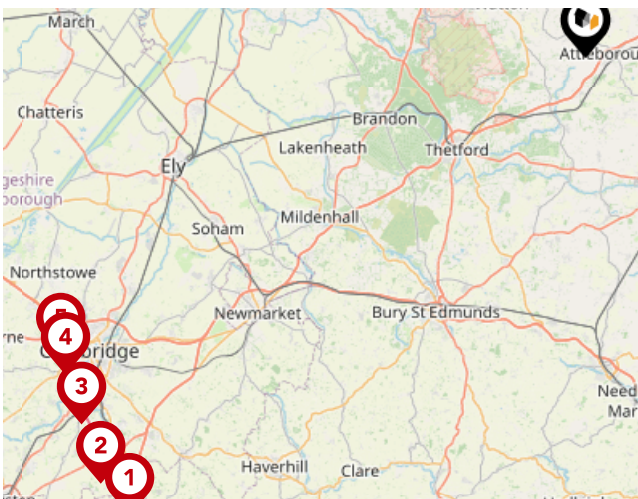 March
Attleborou
Chatteris
Brandon
Lakenheath
Thetford
Ely
geshire
borough
Mildenhall
Soham
Northstowe
Newmarket
Bury St Edmunds
4
rne
bridge
3
Need
Mar
2
Haverhill
Clare
1